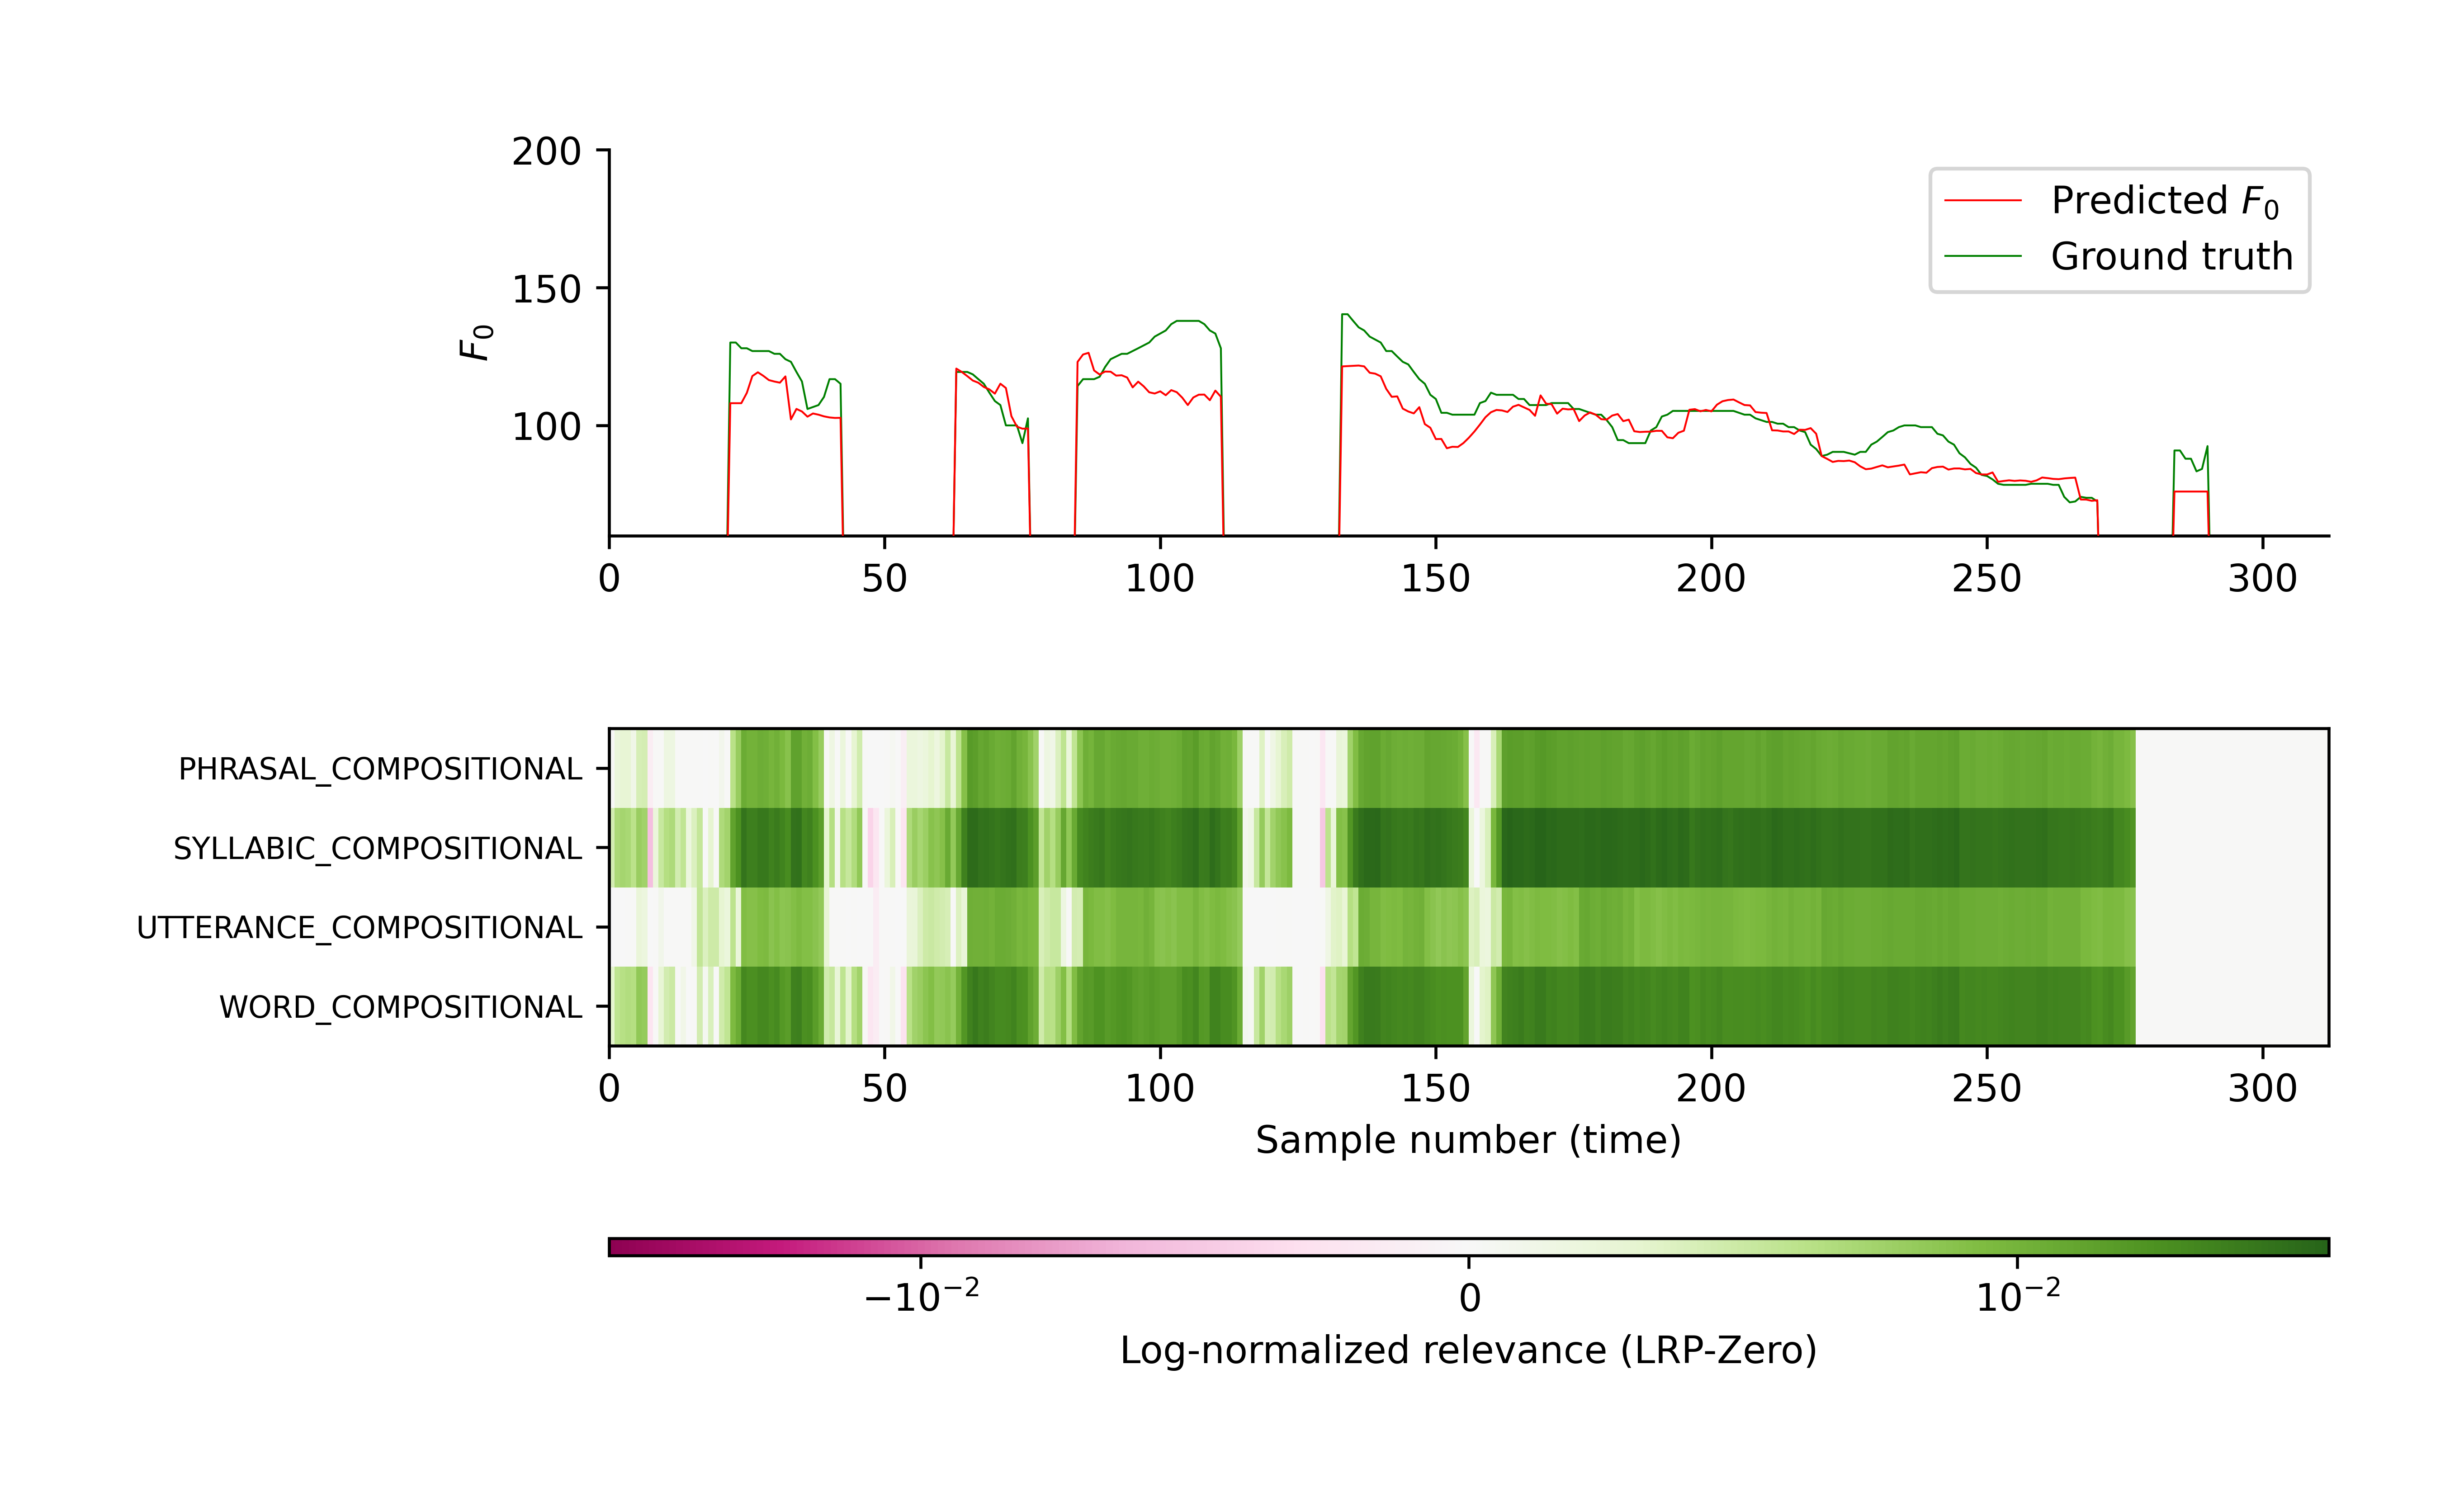 200
150
100
F₀
Predicted F₀
Ground truth
0 50 100 150 200 250 300
PHRASAL_COMPOSITIONAL
SYLLABIC_COMPOSITIONAL
UTTERANCE_COMPOSITIONAL
WORD_COMPOSITIONAL
0 50 100 150 200 250 300
Sample number (time)
−10⁻² 0 10⁻²
Log-normalized relevance (LRP-Zero)